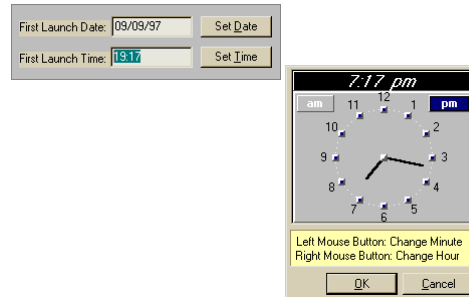 First Launch Date: 09/09/97 Set Date
First Launch Time: 19:17 Set Time
7:17 pm
am pm
12
11 1
10 2
9 3
8 4
7 5
6
Left Mouse Button: Change Minute
Right Mouse Button: Change Hour
OK Cancel